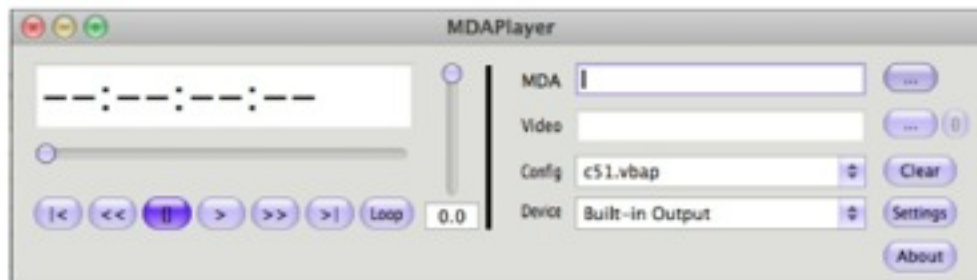 MDAPlayer
--:--:--:--
MDA
...
Video
... 0
Config c51.vbap Clear
|< << [] > >> >| Loop 0.0
Device Built-in Output Settings
About